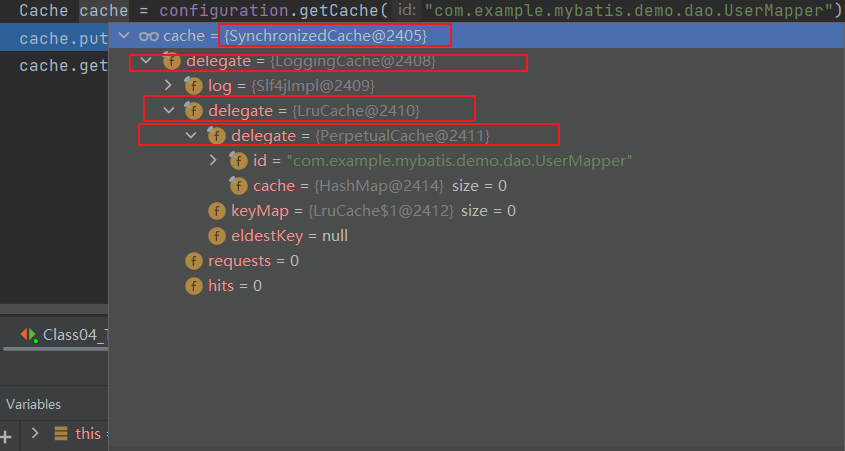 Cache cache = configuration.getCache( id: "com.example.mybatis.demo.dao.UserMapper")
cache.put
cache = {SynchronizedCache@2405}
cache.get
delegate = {LoggingCache@2408}
log = {Slf4jImpl@2409}
delegate = {LruCache@2410}
delegate = {PerpetualCache@2411}
id = "com.example.mybatis.demo.dao.UserMapper"
cache = {HashMap@2414} size = 0
keyMap = {LruCache$1@2412} size = 0
eldestKey = null
requests = 0
hits = 0
Class04_
Variables
this =